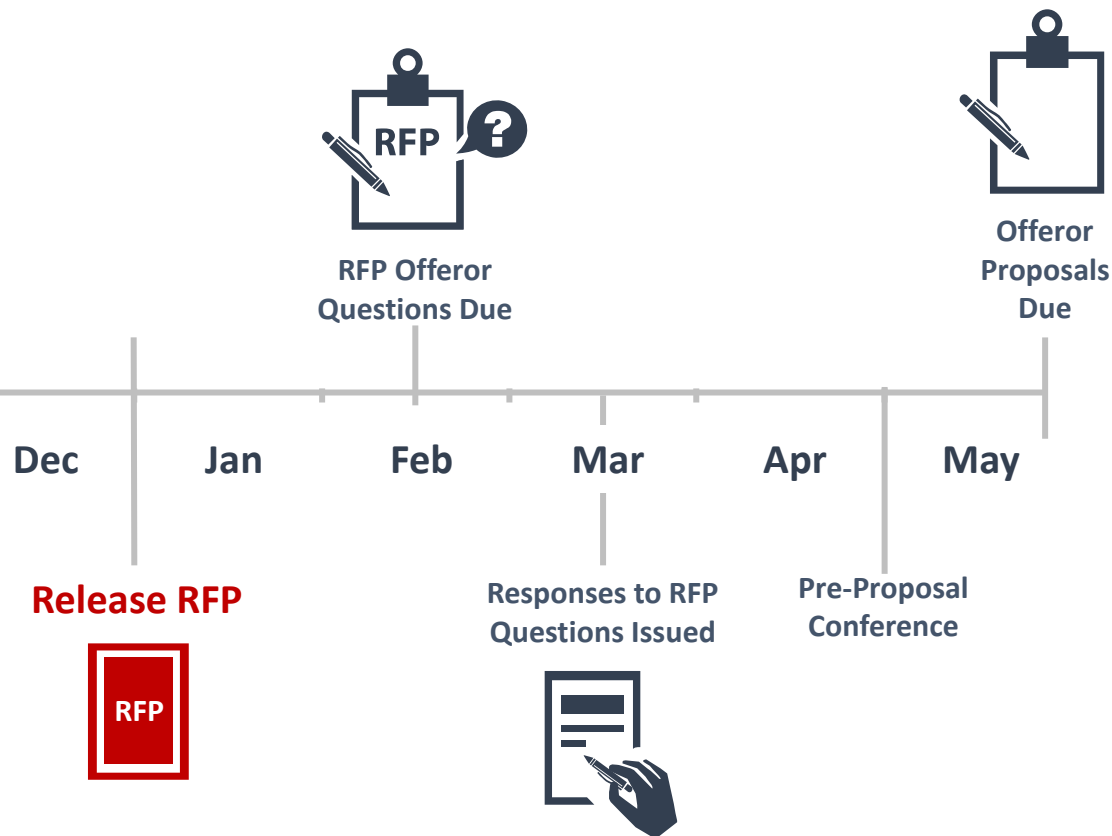 RFP
?
RFP Offeror
Questions Due
Offeror
Proposals
Due
Dec
Jan
Feb
Mar
Apr
May
Release RFP
RFP
Responses to RFP
Questions Issued
Pre-Proposal
Conference